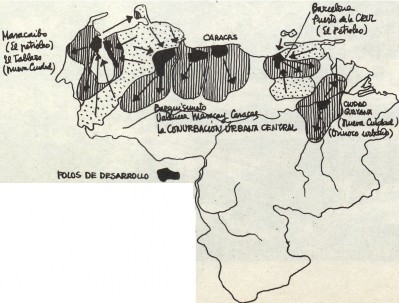 Maracaibo
(El petróleo)
El Tablazo
(Nueva Ciudad)
CARACAS
Barcelona
Puerto de la Cruz
(El Petróleo)
Barquisimeto
Valencia Maracay Caracas
LA CONURBACION URBANA CENTRAL
CIUDAD
GUAYANA
(Nueva Ciudad)
(Orinoco
POLOS DE DESARROLLO